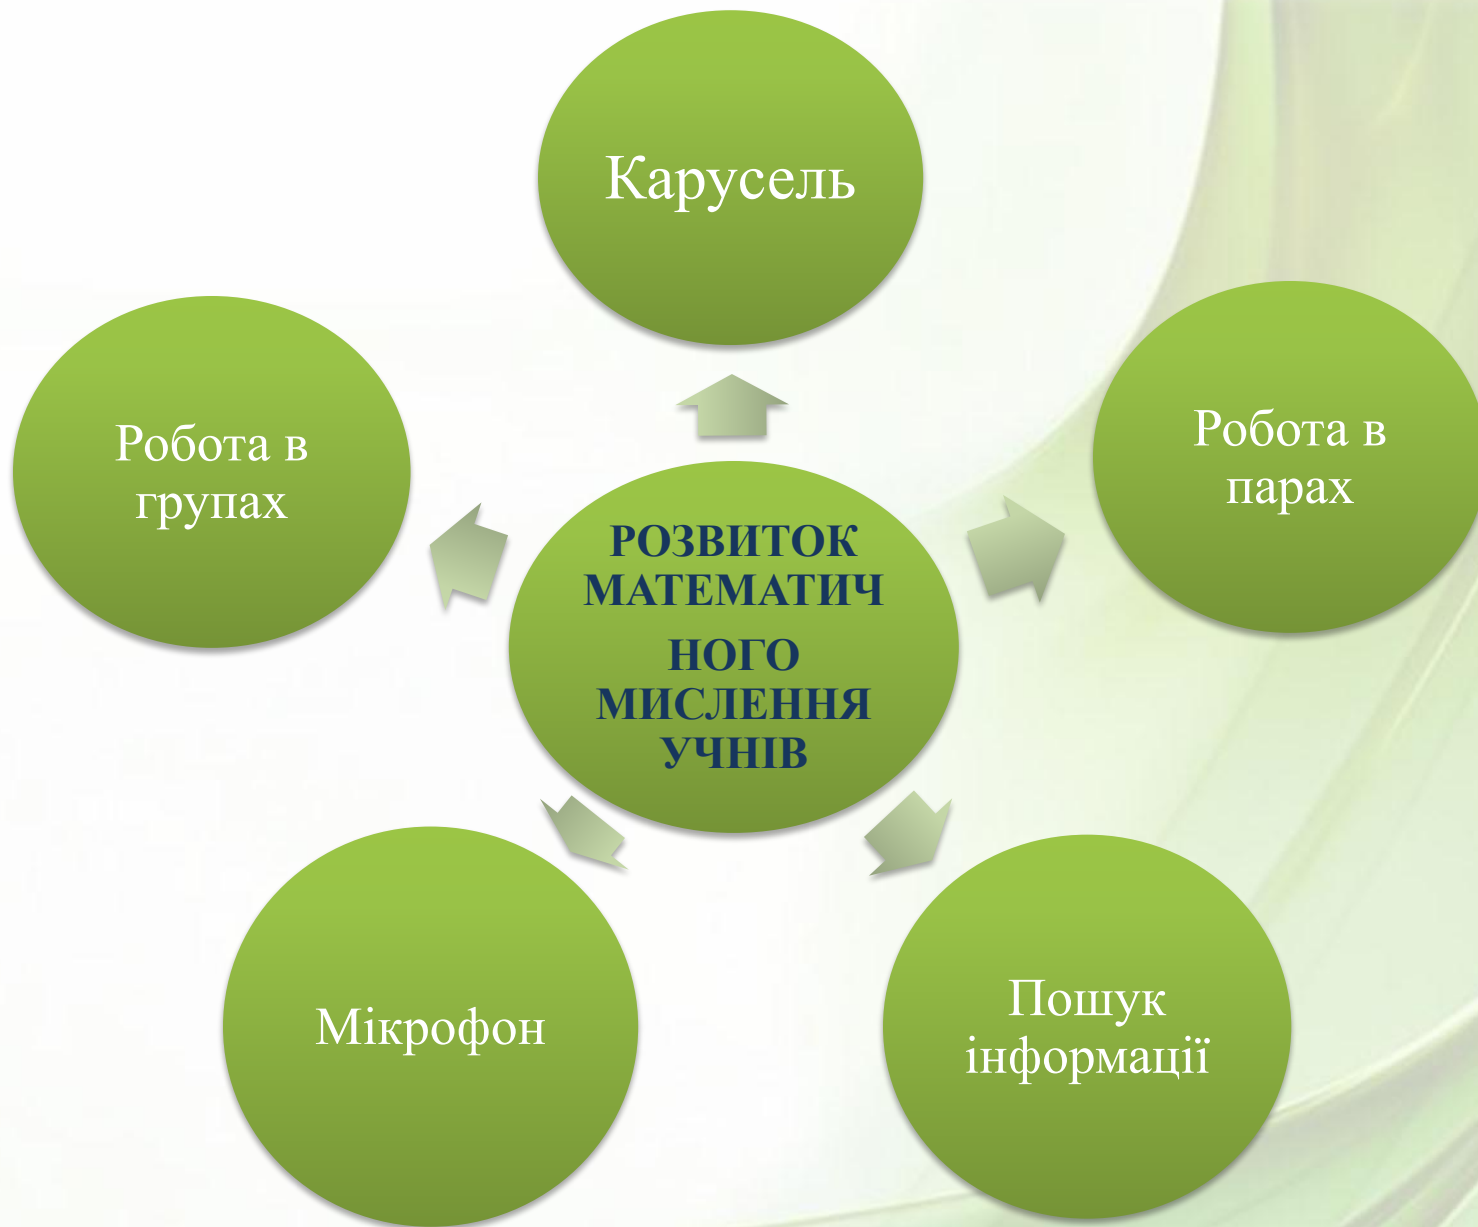 Карусель
Робота в
групах
Робота в
парах
РОЗВИТОК
МАТЕМАТИЧ
НОГО
МИСЛЕННЯ
УЧНІВ
Мікрофон
Пошук
інформації